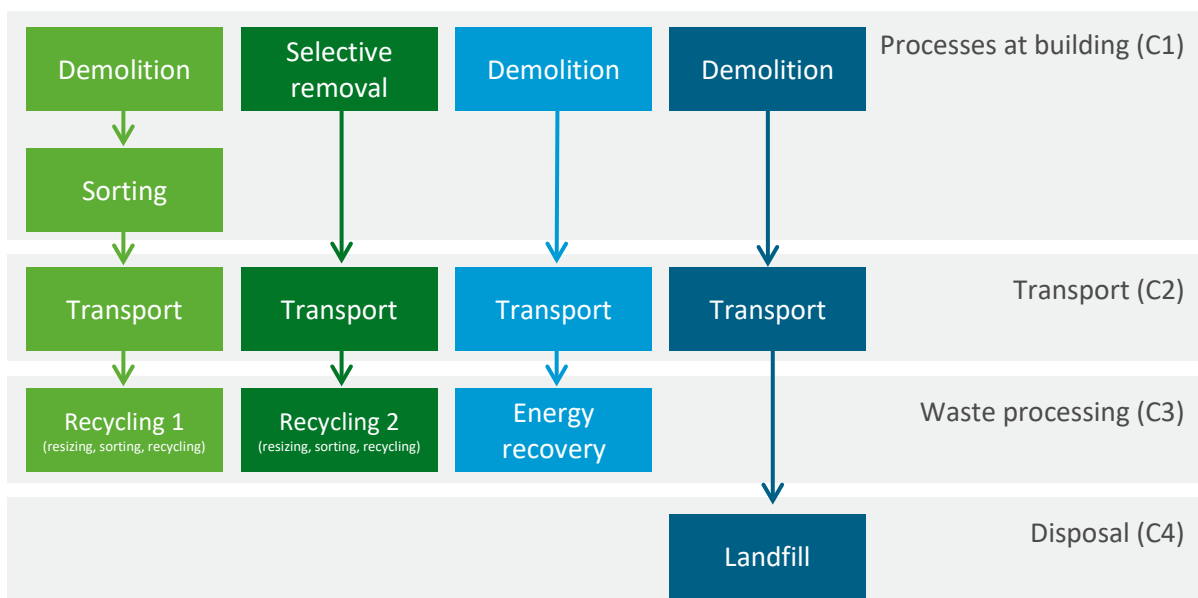 Processes at building (C1)
Demolition
Selective
removal
Demolition
Demolition
Sorting
Transport (C2)
Transport
Transport
Transport
Transport
Waste processing (C3)
Recycling 1
(resizing, sorting, recycling)
Recycling 2
(resizing, sorting, recycling)
Energy
recovery
Disposal (C4)
Landfill